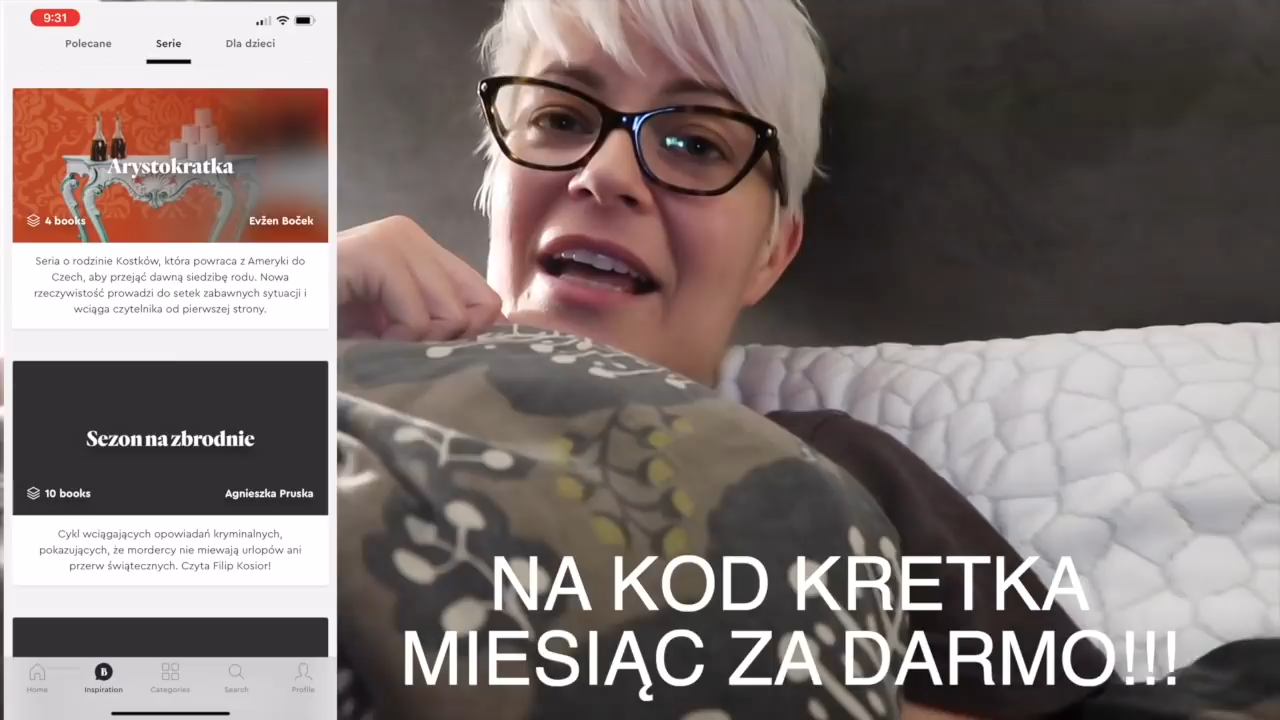 9:31
Polecane
Serie
Dla dzieci
Arystokratka
4 books
Evžen Boček
Seria o rodzinie Kostków, która powraca z Ameryki do
Czech, aby przejąć dawną siedzibę rodu. Nowa
rzeczywistość prowadzi do setek zabawnych sytuacji i
wciąga czytelnika od pierwszej strony.
Sezon na zbrodnie
10 books
Agnieszka Pruska
Cykl wciągających opowiadań kryminalnych,
pokazujących, że mordercy nie miewają urlopów ani
przerw świątecznych. Czyta Filip Kosior!
Home
B
Inspiration
Categories
Search
Profile
NA KOD KRETKA
MIESIĄC ZA DARMO!!!